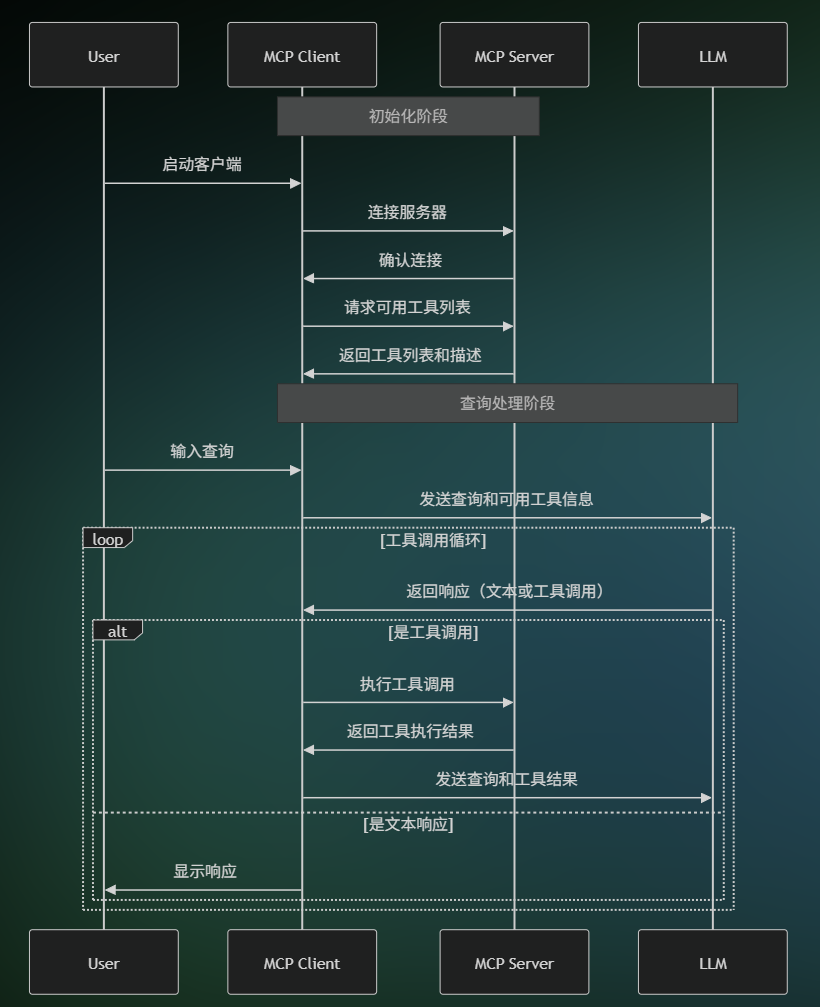 User
MCP Client
MCP Server
LLM
初始化阶段
启动客户端
连接服务器
确认连接
请求可用工具列表
返回工具列表和描述
查询处理阶段
输入查询
发送查询和可用工具信息
loop
[工具调用循环]
返回响应（文本或工具调用）
alt
[是工具调用]
执行工具调用
返回工具执行结果
发送查询和工具结果
[是文本响应]
显示响应
User
MCP Client
MCP Server
LLM